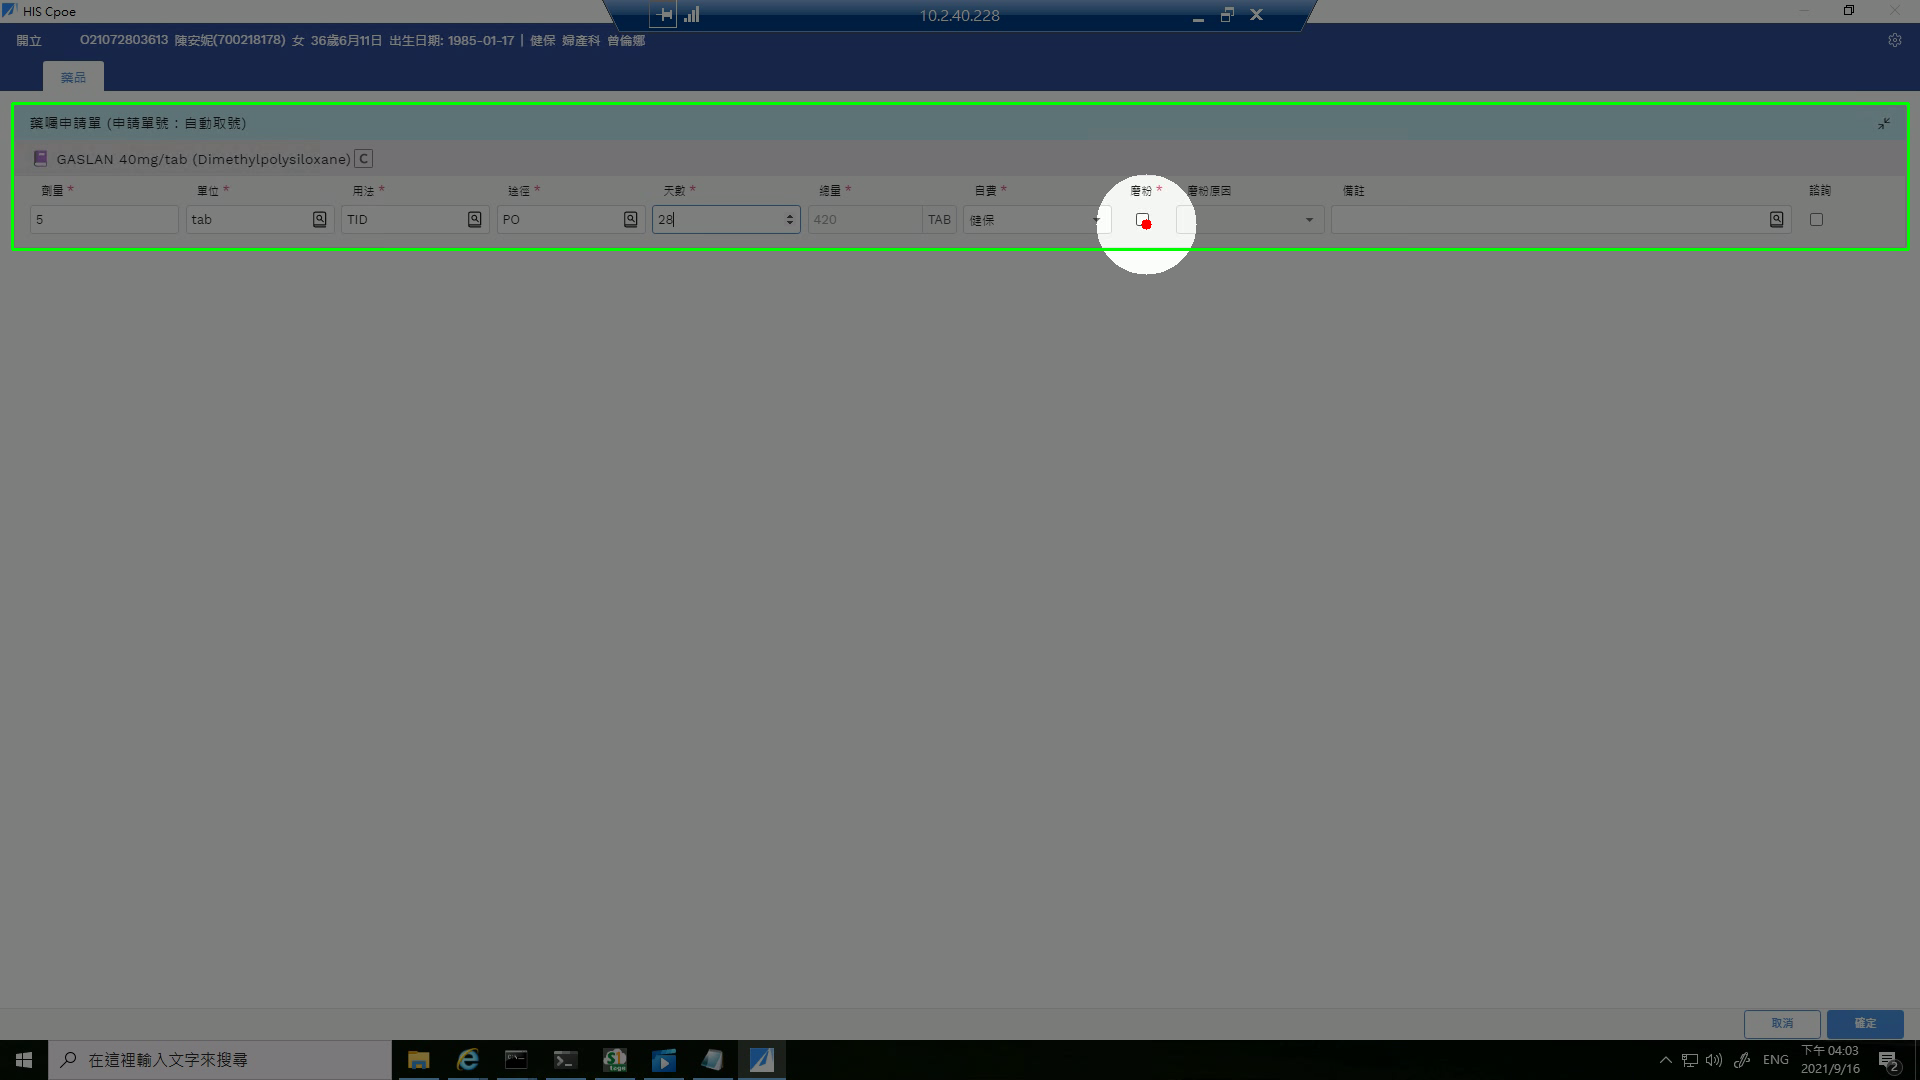 HIS Cpoe
10.2.40.228
開立 O21072803613 陳安妮(700218178) 女 36歲6月11日 出生日期: 1985-01-17 | 健保 婦產科 曾倫娜
藥品
藥囑申請單 (申請單號：自動取號)
GASLAN 40mg/tab (Dimethylpolysiloxane) C
劑量 * 單位 * 用法 * 途徑 * 天數 * 總量 * 自費 * 磨粉 * 磨粉原因 備註 諮詢
5 tab TID PO 28 420 TAB 健保
取消 確定
在這裡輸入文字來搜尋
ENG 下午 04:03
2021/9/16 2